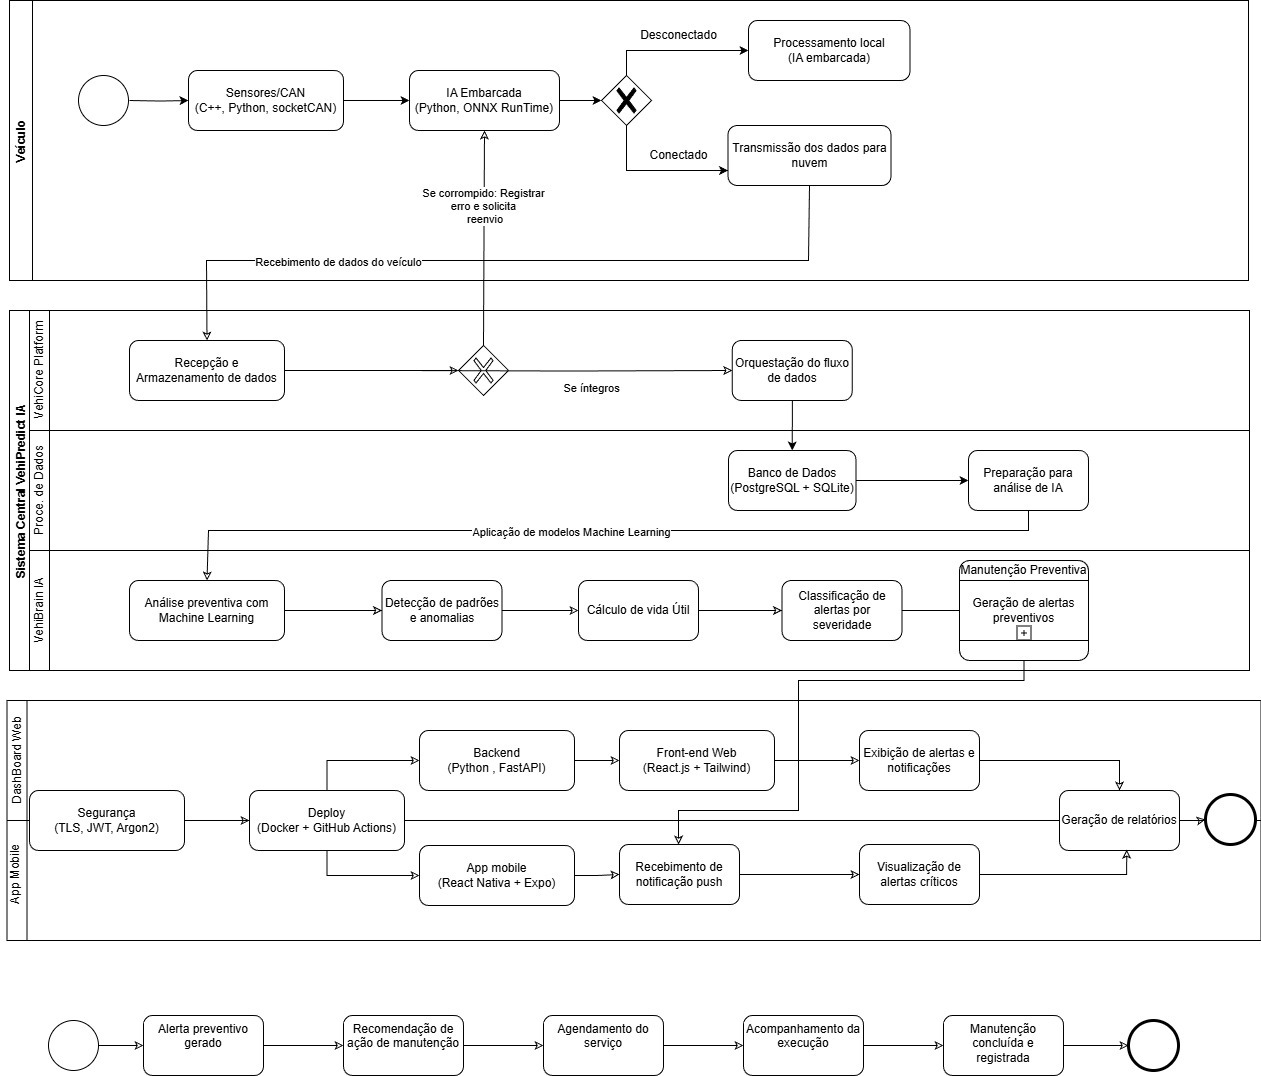 Veículo
Desconectado
Processamento local
(IA embarcada)
Sensores/CAN
(C++, Python, socketCAN)
IA Embarcada
(Python, ONNX RunTime)
Conectado
Transmissão dos dados para
nuvem
Se corrompido: Registrar
erro e solicita
reenvio
Recebimento de dados do veículo
Sistema Central VehiPredict IA
VehiCore Platform
Recepção e
Armazenamento de dados
Se íntegros
Orquestação do fluxo
de dados
Proce. de Dados
Banco de Dados
(PostgreSQL + SQLite)
Preparação para
análise de IA
Aplicação de modelos Machine Learning
VehiBrain IA
Análise preventiva com
Machine Learning
Detecção de padrões
e anomalias
Cálculo de vida Útil
Classificação de
alertas por
severidade
Manutenção Preventiva
Geração de alertas
preventivos
DashBoard Web
Backend
(Python , FastAPI)
Front-end Web
(React.js + Tailwind)
Exibição de alertas e
notificações
Segurança
(TLS, JWT, Argon2)
Deploy
(Docker + GitHub Actions)
Geração de relatórios
App Mobile
App mobile
(React Nativa + Expo)
Recebimento de
notificação push
Visualização de
alertas críticos
Alerta preventivo
gerado
Recomendação de
ação de manutenção
Agendamento do
serviço
Acompanhamento da
execução
Manutenção
concluída e
registrada